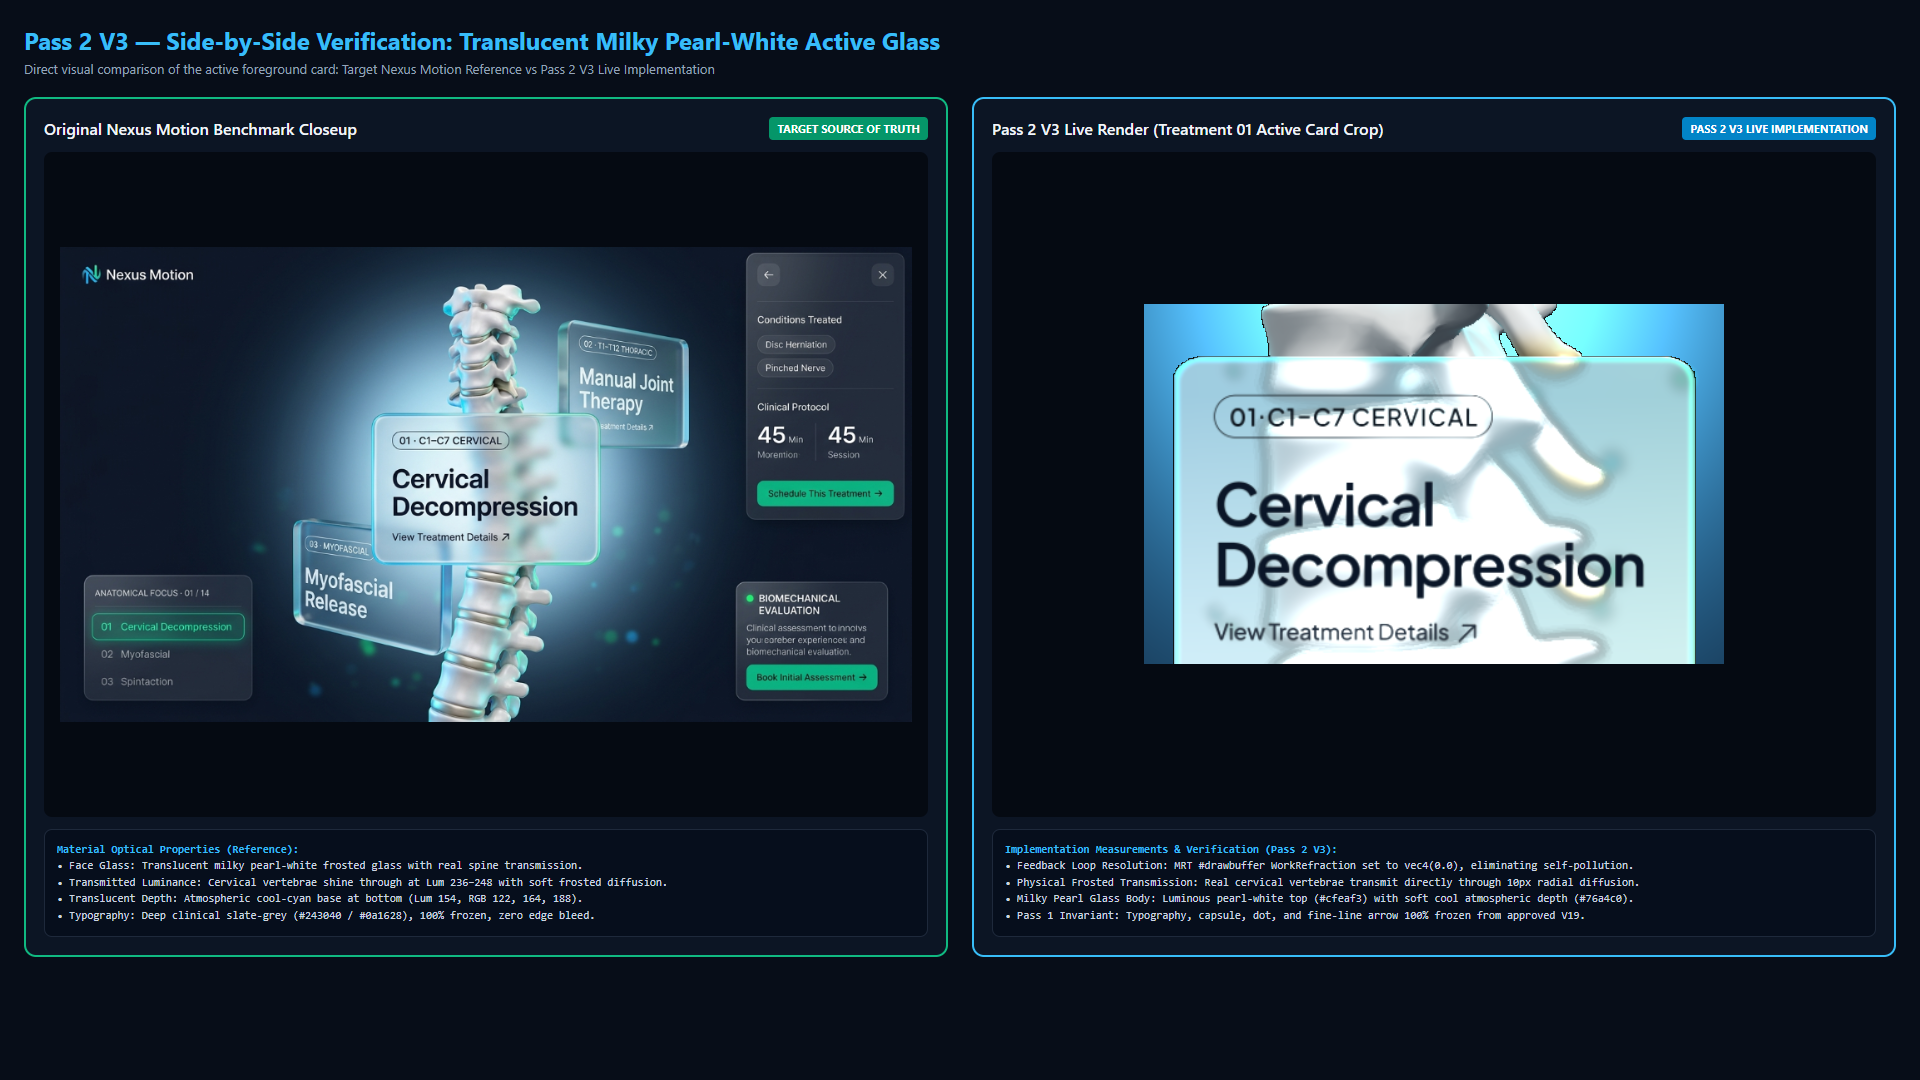 Pass 2 V3 — Side-by-Side Verification: Translucent Milky Pearl-White Active Glass
Direct visual comparison of the active foreground card: Target Nexus Motion Reference vs Pass 2 V3 Live Implementation
Original Nexus Motion Benchmark Closeup
TARGET SOURCE OF TRUTH
Nexus Motion
02 · T1–T12 THORACIC
Manual Joint
Therapy
eatment Details ↗
01 · C1–C7 CERVICAL
Cervical
Decompression
View Treatment Details ↗
03 · MYOFASCIAL
Myofascial
Release
ANATOMICAL FOCUS · 01 / 14
01 Cervical Decompression
02 Myofascial
03 Spintaction
← ×
Conditions Treated
Disc Herniation
Pinched Nerve
Clinical Protocol
45 Min 45 Min
Morention Session
Schedule This Treatment →
BIOMECHANICAL
EVALUATION
Clinical assessment to innolvs
you coreber experiences and
biomechanical evaluation.
Book Initial Assessment →
Material Optical Properties (Reference):
• Face Glass: Translucent milky pearl-white frosted glass with real spine transmission.
• Transmitted Luminance: Cervical vertebrae shine through at Lum 236–248 with soft frosted diffusion.
• Translucent Depth: Atmospheric cool-cyan base at bottom (Lum 154, RGB 122, 164, 188).
• Typography: Deep clinical slate-grey (#243040 / #0a1628), 100% frozen, zero edge bleed.
Pass 2 V3 Live Render (Treatment 01 Active Card Crop)
PASS 2 V3 LIVE IMPLEMENTATION
01·C1–C7 CERVICAL
Cervical
Decompression
View Treatment Details ↗
Implementation Measurements & Verification (Pass 2 V3):
• Feedback Loop Resolution: MRT #drawbuffer WorkRefraction set to vec4(0.0), eliminating self-pollution.
• Physical Frosted Transmission: Real cervical vertebrae transmit directly through 10px radial diffusion.
• Milky Pearl Glass Body: Luminous pearl-white top (#cfeaf3) with soft cool atmospheric depth (#76a4c0).
• Pass 1 Invariant: Typography, capsule, dot, and fine-line arrow 100% frozen from approved V19.